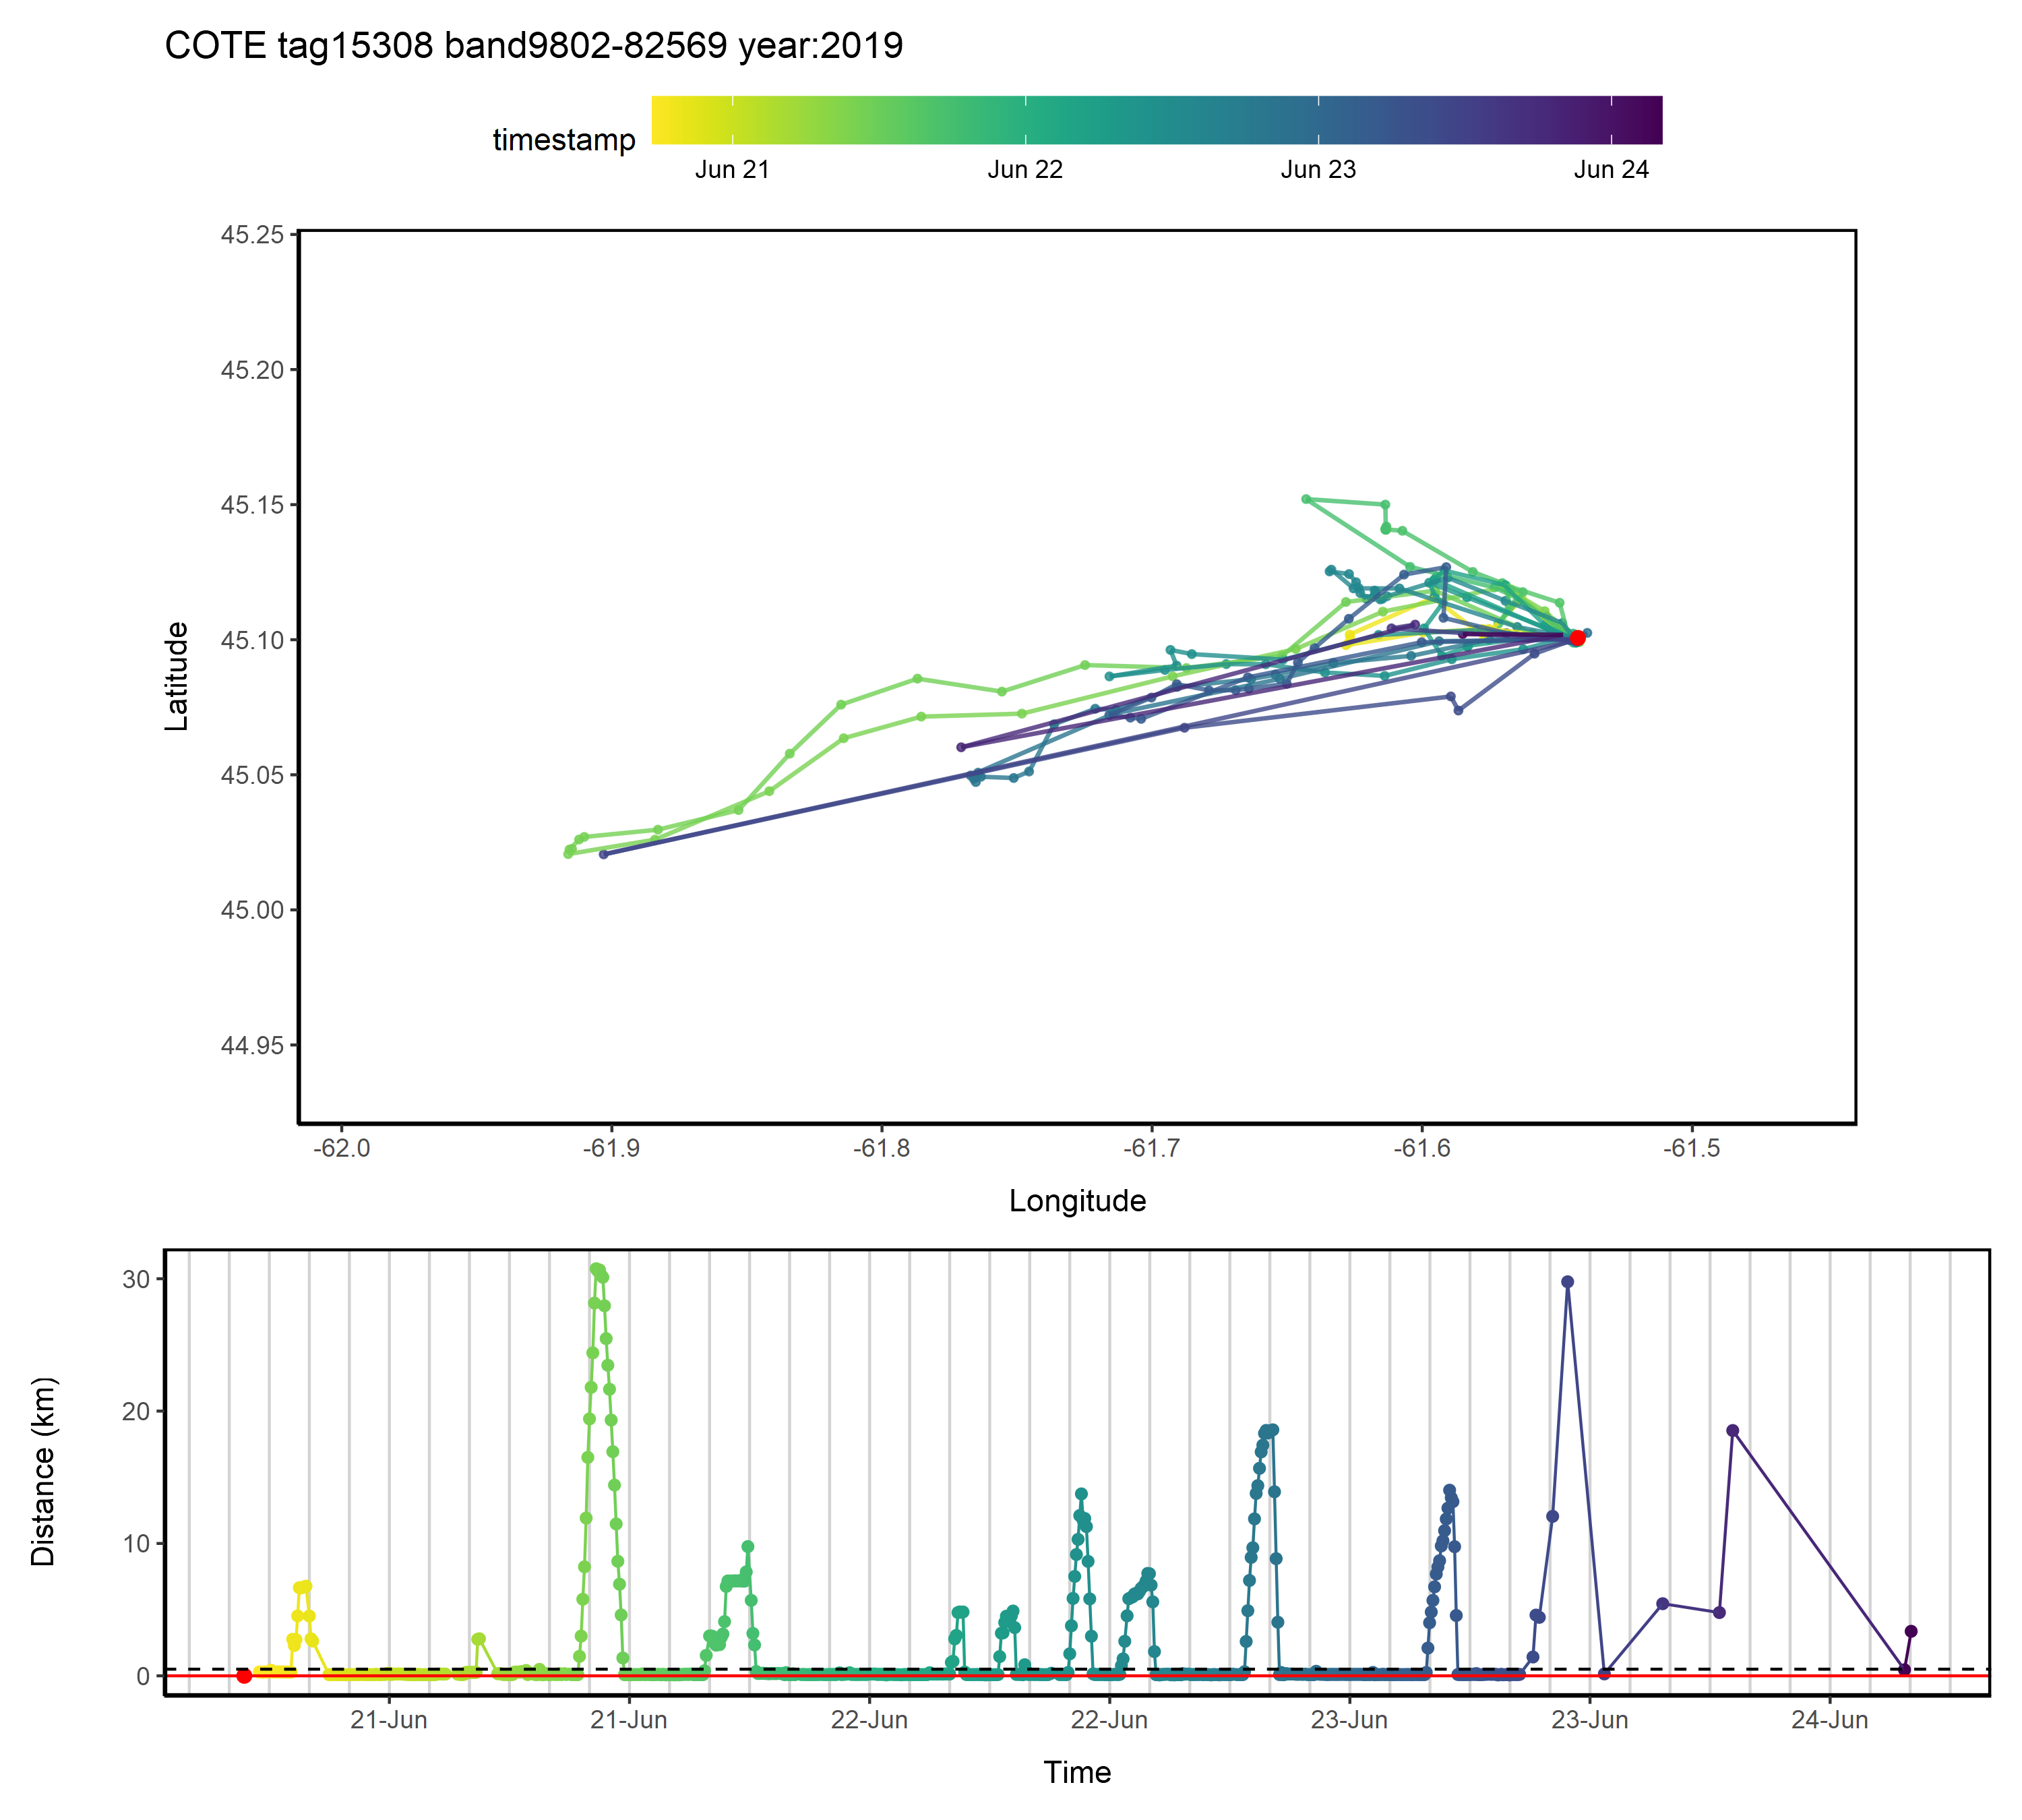 COTE tag15308 band9802-82569 year:2019
timestamp
Jun 21 Jun 22 Jun 23 Jun 24
45.25
45.20
45.15
45.10
45.05
45.00
44.95
Latitude
-62.0 -61.9 -61.8 -61.7 -61.6 -61.5
Longitude
30
20
10
0
Distance (km)
21-Jun 21-Jun 22-Jun 22-Jun 23-Jun 23-Jun 24-Jun
Time